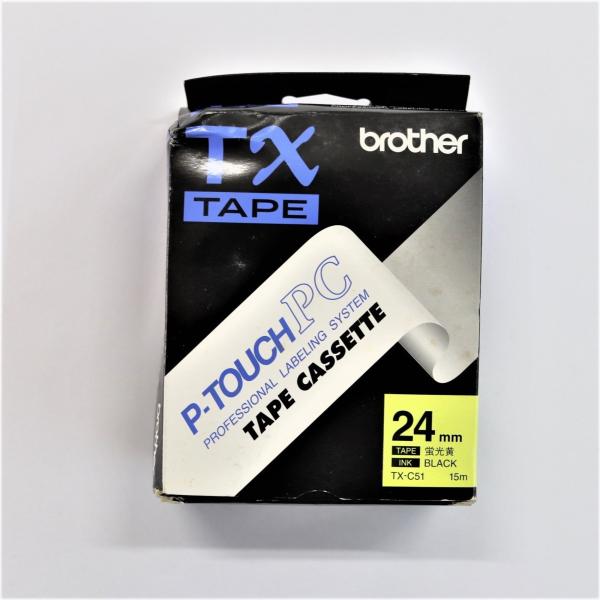 TX
brother
TAPE
P-TOUCH PC
PROFESSIONAL LABELING SYSTEM
TAPE CASSETTE
24 mm
TAPE 蛍光黄
INK BLACK
TX-C51 15m